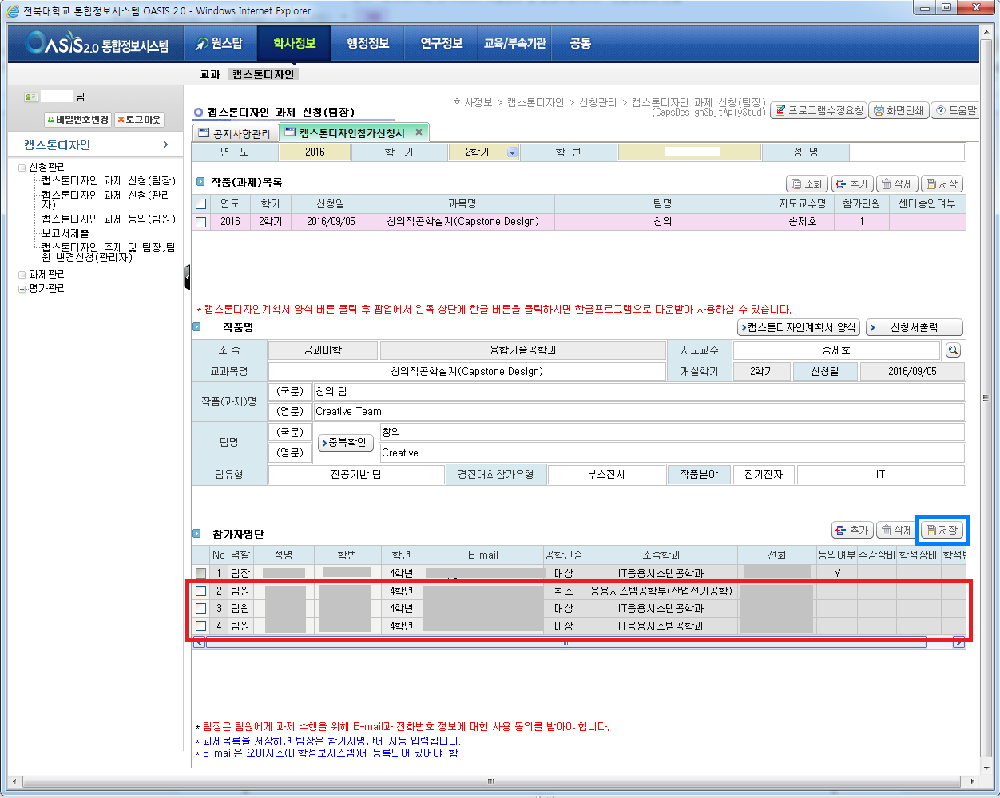 전북대학교 통합정보시스템 OASIS 2.0 - Windows Internet Explorer
OASIS 2.0 통합정보시스템 원스탑 학사정보 행정정보 연구정보 교육/부속기관 공통
교과 캡스톤디자인
님
비밀번호변경 로그아웃
캡스톤디자인
신청관리
캡스톤디자인 과제 신청(팀장)
캡스톤디자인 과제 신청(관리
자)
캡스톤디자인 과제 동의(팀원)
보고서제출
캡스톤디자인 주제 및 팀장,팀
원 변경신청(관리자)
과제관리
평가관리
캡스톤디자인 과제 신청(팀장)
학사정보 > 캡스톤디자인 > 신청관리 > 캡스톤디자인 과제 신청(팀장)
(CapsDesignSbjtAplyStud)
프로그램수정요청 화면인쇄 도움말
공지사항관리 캡스톤디자인참가신청서
연 도 2016 학 기 2학기 학 번 성 명
작품(과제)목록 조회 추가 삭제 저장
연도 학기 신청일 과목명 팀명 지도교수명 참가인원 센터승인여부
2016 2학기 2016/09/05 창의적공학설계(Capstone Design) 창의 송제호 1
* 캡스톤디자인계획서 양식 버튼 클릭 후 팝업에서 왼쪽 상단에 한글 버튼을 클릭하시면 한글프로그램으로 다운받아 사용하실 수 있습니다.
작품명 캡스톤디자인계획서 양식 신청서출력
소 속 공과대학 융합기술공학과 지도교수 송제호
교과목명 창의적공학설계(Capstone Design) 개설학기 2학기 신청일 2016/09/05
작품(과제)명 (국문) 창의 팀
(영문) Creative Team
팀명 (국문) 중복확인 창의
(영문) Creative
팀유형 전공기반 팀 경진대회참가유형 부스전시 작품분야 전기전자 IT
참가자명단 추가 삭제 저장
No 역할 성명 학번 학년 E-mail 공학인증 소속학과 전화 동의여부 수강상태 학적상태
1 팀장 4학년 대상 IT응용시스템공학과 Y
2 팀원 4학년 취소 응용시스템공학부(산업전기공학)
3 팀원 4학년 대상 IT응용시스템공학과
4 팀원 4학년 대상 IT응용시스템공학과
* 팀장은 팀원에게 과제 수행을 위해 E-mail과 전화번호 정보에 대한 사용 동의를 받아야 합니다.
* 과제목록을 저장하면 팀장은 참가자명단에 자동 입력됩니다.
* E-mail은 오아시스(대학정보시스템)에 등록되어 있어야 함